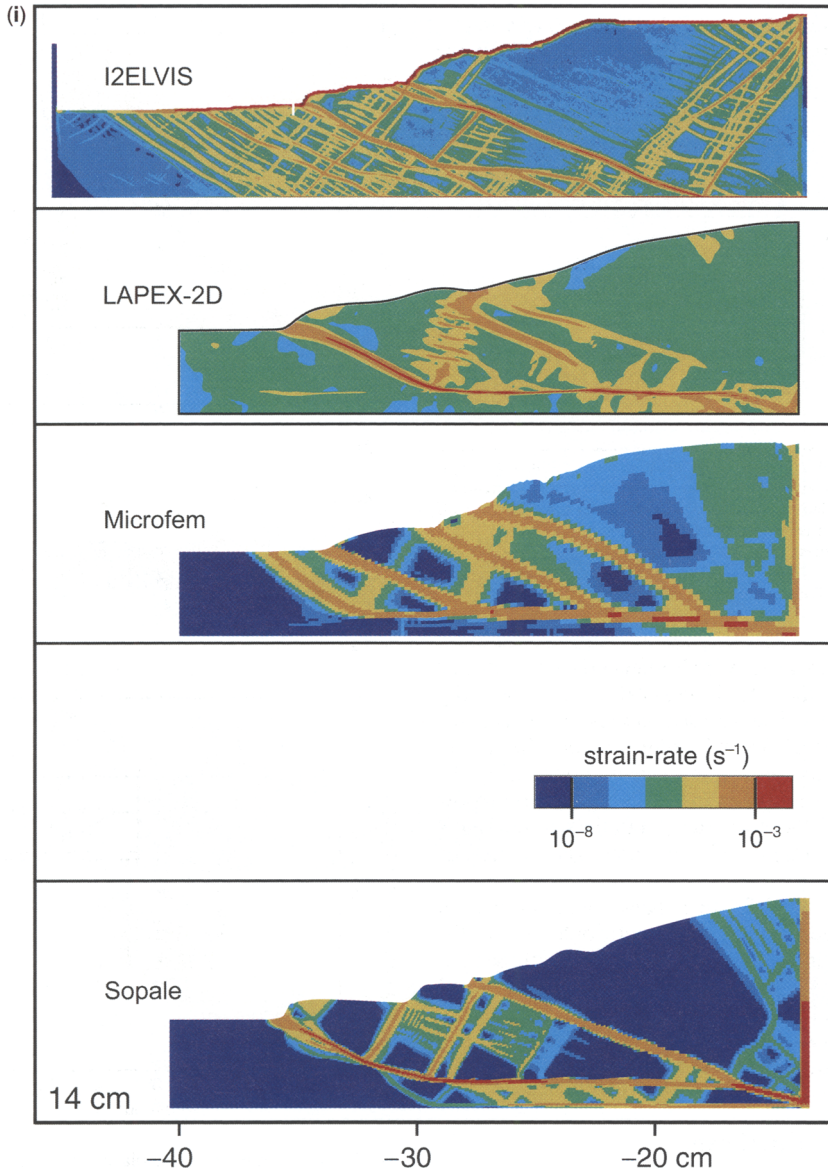 (i)
I2ELVIS
LAPEX-2D
Microfem
strain-rate (s⁻¹)
10⁻⁸ 10⁻³
Sopale
14 cm
−40 −30 −20 cm